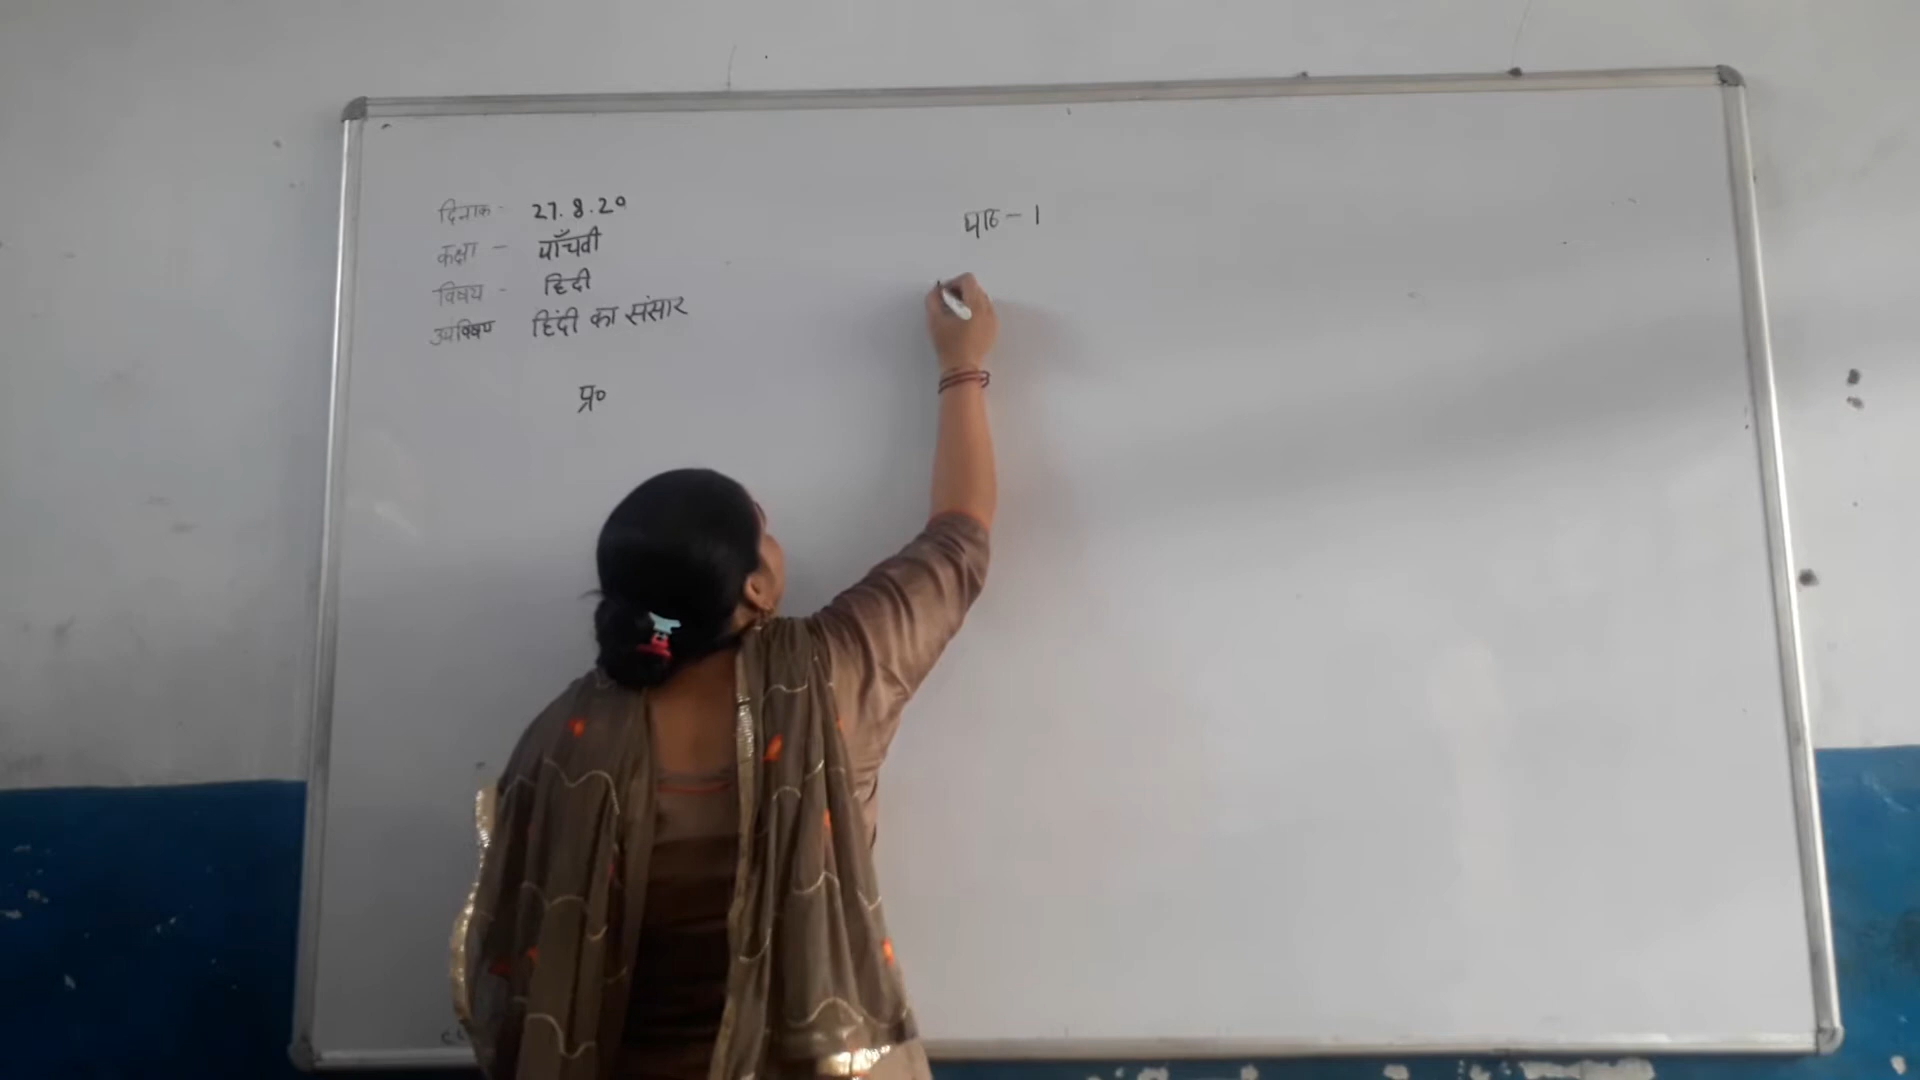 दिनाक - 27.8.20
कक्षा - पाँचवी
विषय - हिंदी
उपविषय हिंदी का संसार
पाठ - 1
प्र०